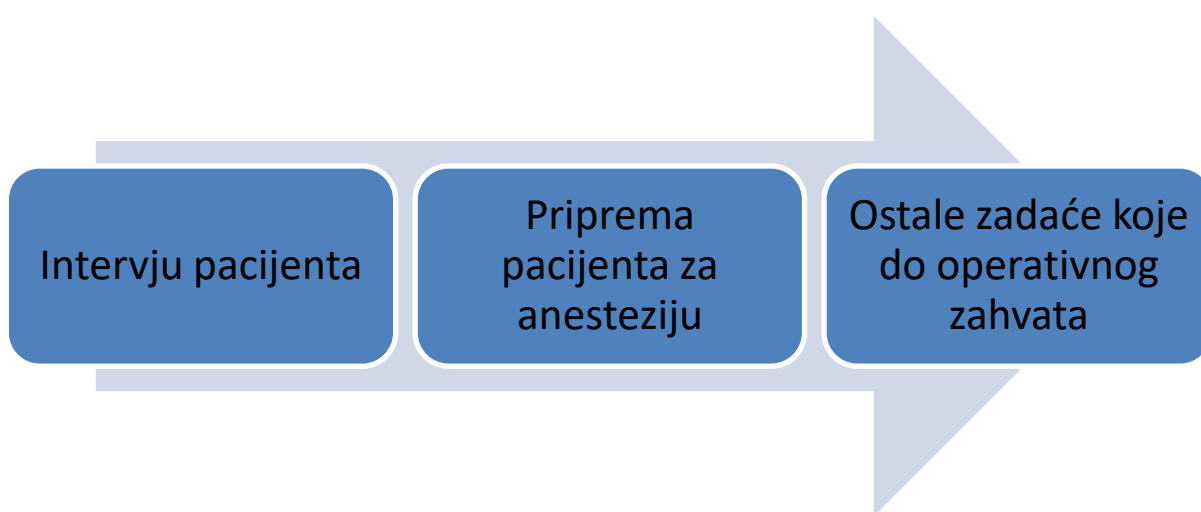 Intervju pacijenta
Priprema
pacijenta za
anesteziju
Ostale zadaće koje
do operativnog
zahvata